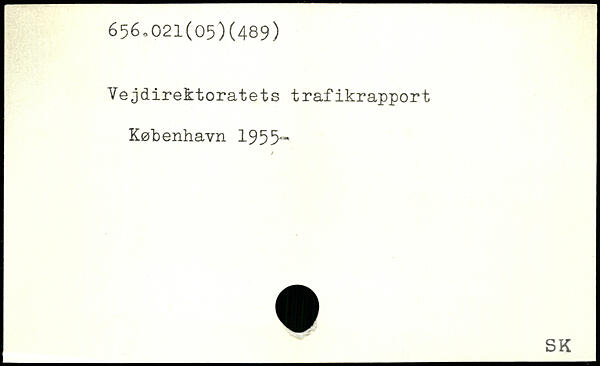 656.021(05)(489)
Vejdirektoratets trafikrapport
København 1955-
SK